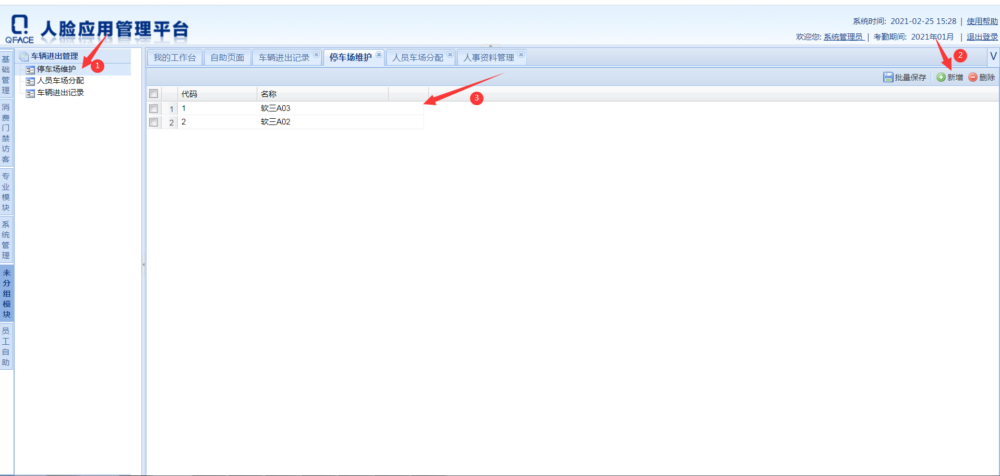 QFACE
人脸应用管理平台
系统时间: 2021-02-25 15:28 | 使用帮助
欢迎您: 系统管理员 | 考勤期间: 2021年01月 | 退出登录
基础管理
消费门禁访客
专业模块
系统管理
未分组模块
员工自助
车辆进出管理
停车场维护
人员车场分配
车辆进出记录
1
我的工作台 自助页面 车辆进出记录 停车场维护 人员车场分配 人事资料管理 V
2
批量保存 新增 删除
代码 名称
3
1 1 软三A03
2 2 软三A02